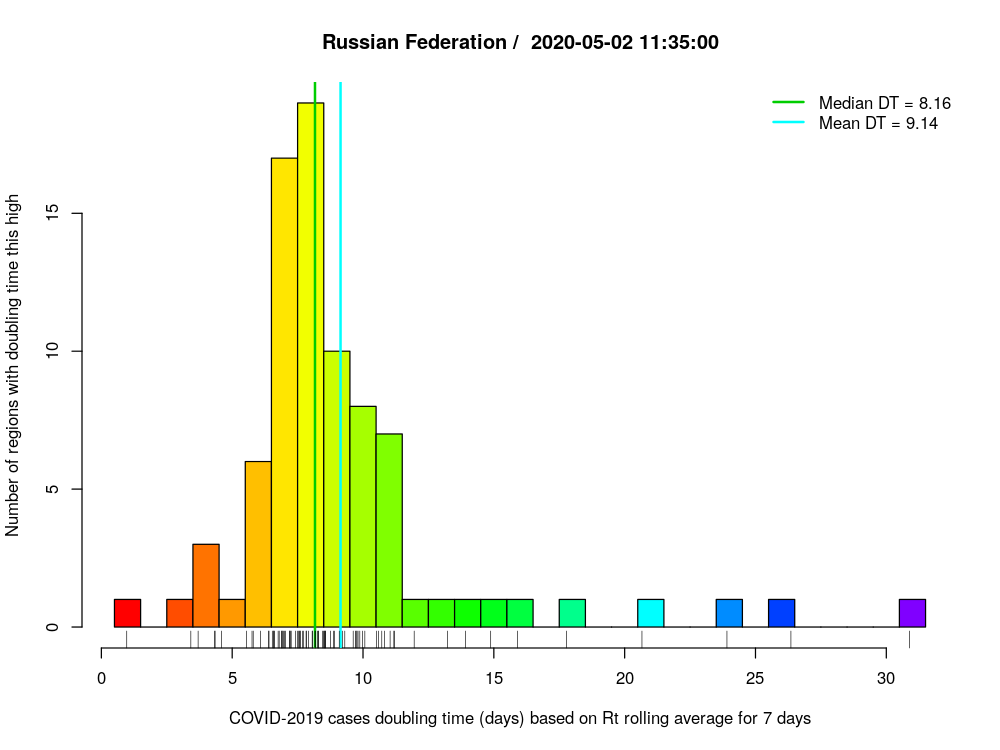 Russian Federation /  2020-05-02 11:35:00
Median DT = 8.16
Mean DT = 9.14
Number of regions with doubling time this high
15
10
5
0
0 5 10 15 20 25 30
COVID-2019 cases doubling time (days) based on Rt rolling average for 7 days